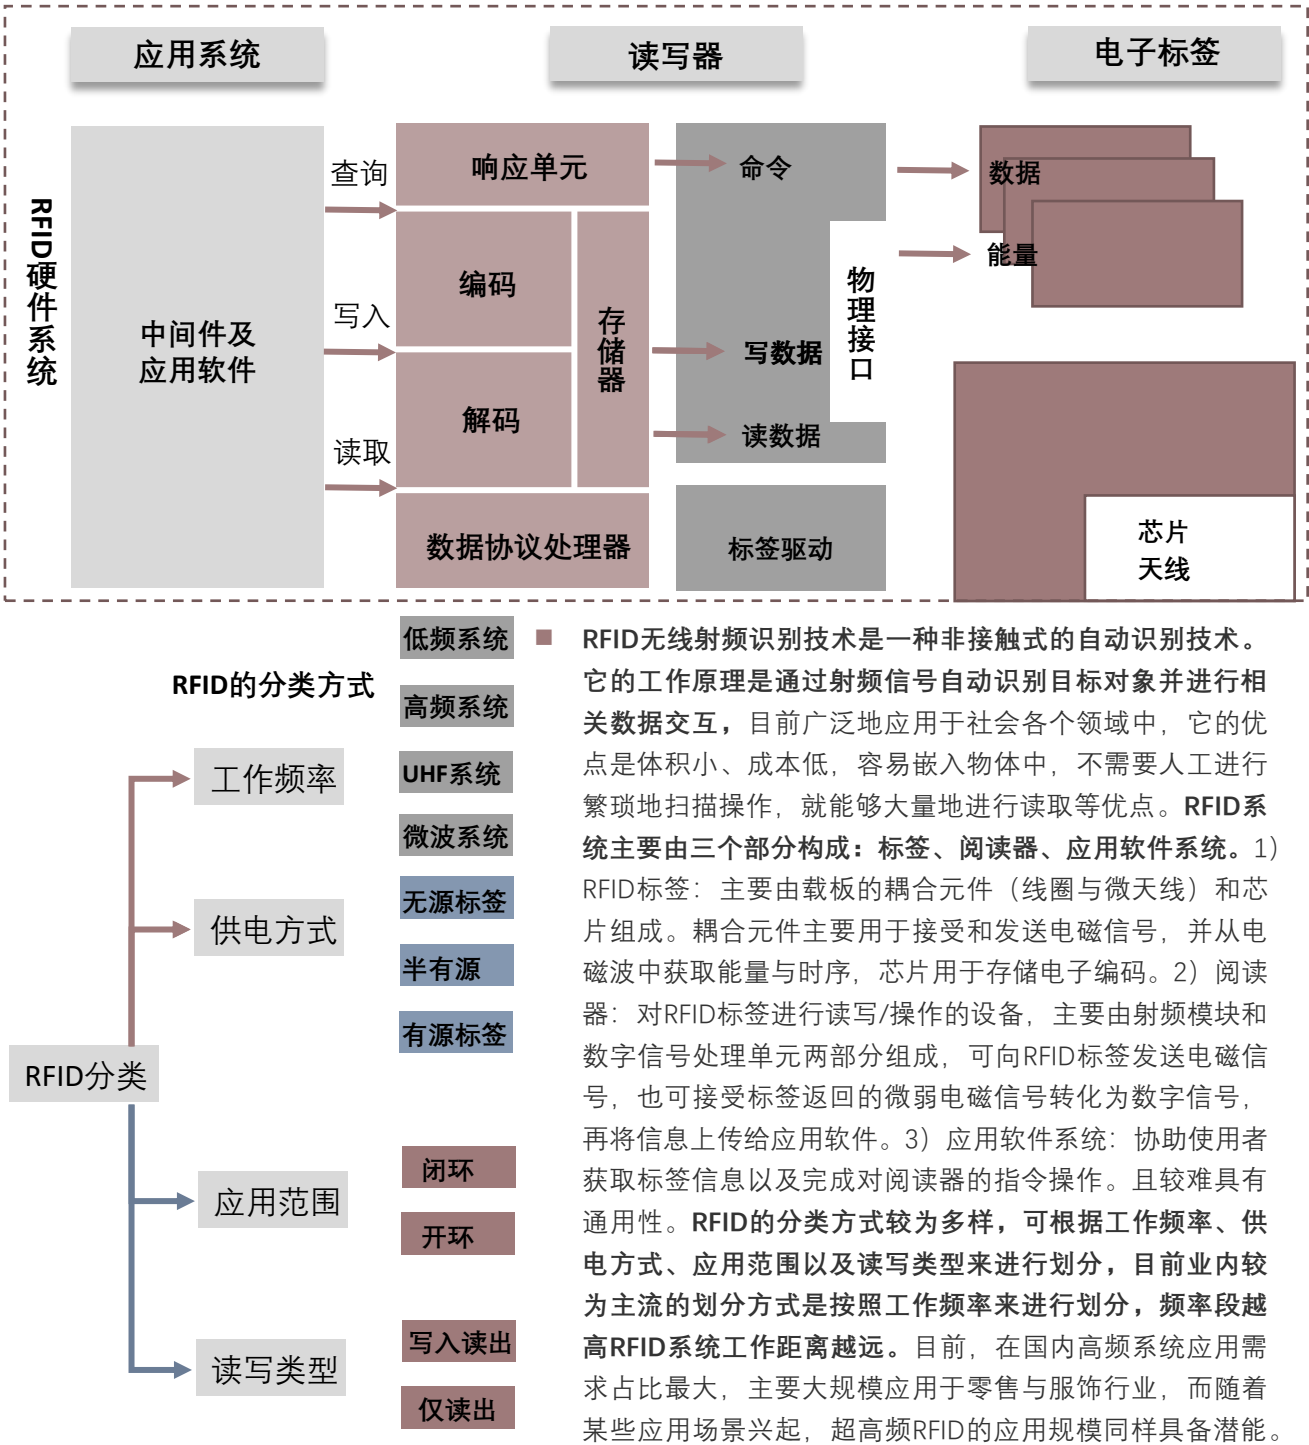 应用系统
读写器
电子标签
RFID硬件系统
中间件及
应用软件
查询
写入
读取
响应单元
编码
解码
存储器
数据协议处理器
命令
写数据
读数据
物理接口
标签驱动
数据
能量
芯片
天线
RFID的分类方式
RFID分类
工作频率
供电方式
应用范围
读写类型
低频系统
高频系统
UHF系统
微波系统
无源标签
半有源
有源标签
闭环
开环
写入读出
仅读出
RFID无线射频识别技术是一种非接触式的自动识别技术。
它的工作原理是通过射频信号自动识别目标对象并进行相
关数据交互，目前广泛地应用于社会各个领域中，它的优
点是体积小、成本低，容易嵌入物体中，不需要人工进行
繁琐地扫描操作，就能够大量地进行读取等优点。RFID系
统主要由三个部分构成：标签、阅读器、应用软件系统。1）
RFID标签：主要由载板的耦合元件（线圈与微天线）和芯
片组成。耦合元件主要用于接受和发送电磁信号，并从电
磁波中获取能量与时序，芯片用于存储电子编码。2）阅读
器：对RFID标签进行读写/操作的设备，主要由射频模块和
数字信号处理单元两部分组成，可向RFID标签发送电磁信
号，也可接受标签返回的微弱电磁信号转化为数字信号，
再将信息上传给应用软件。3）应用软件系统：协助使用者
获取标签信息以及完成对阅读器的指令操作。且较难具有
通用性。RFID的分类方式较为多样，可根据工作频率、供
电方式、应用范围以及读写类型来进行划分，目前业内较
为主流的划分方式是按照工作频率来进行划分，频率段越
高RFID系统工作距离越远。目前，在国内高频系统应用需
求占比最大，主要大规模应用于零售与服饰行业，而随着
某些应用场景兴起，超高频RFID的应用规模同样具备潜能。